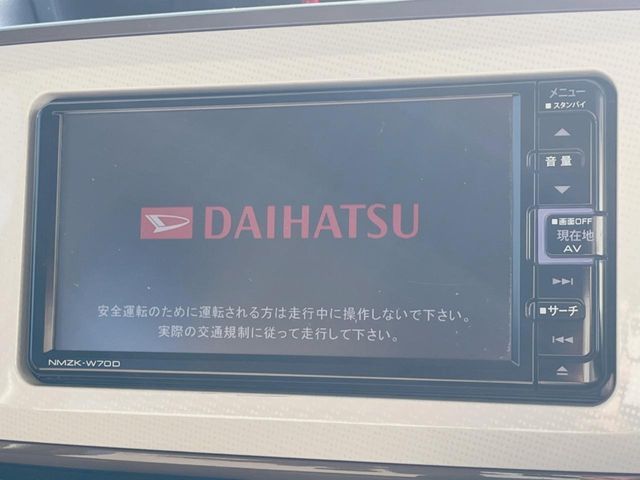 メニュー
■スタンバイ
音量
■画面OFF
現在地
AV
■サーチ
DAIHATSU
安全運転のために運転される方は走行中に操作しないで下さい。
実際の交通規制に従って走行して下さい。
NMZK-W70D